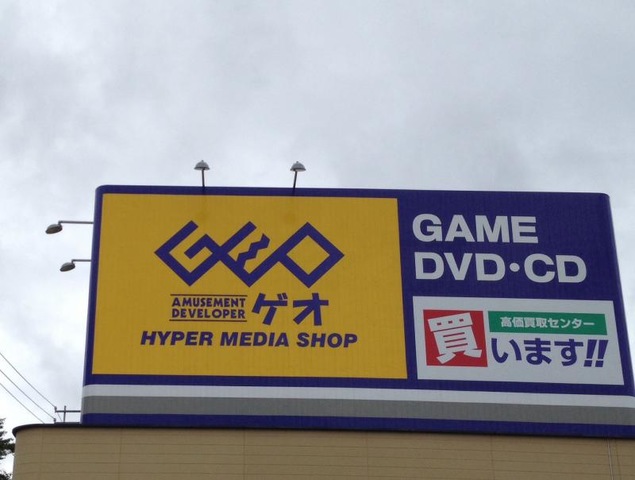 GEO
AMUSEMENT
DEVELOPER
ゲオ
HYPER MEDIA SHOP
GAME
DVD・CD
高価買取センター
買います!!